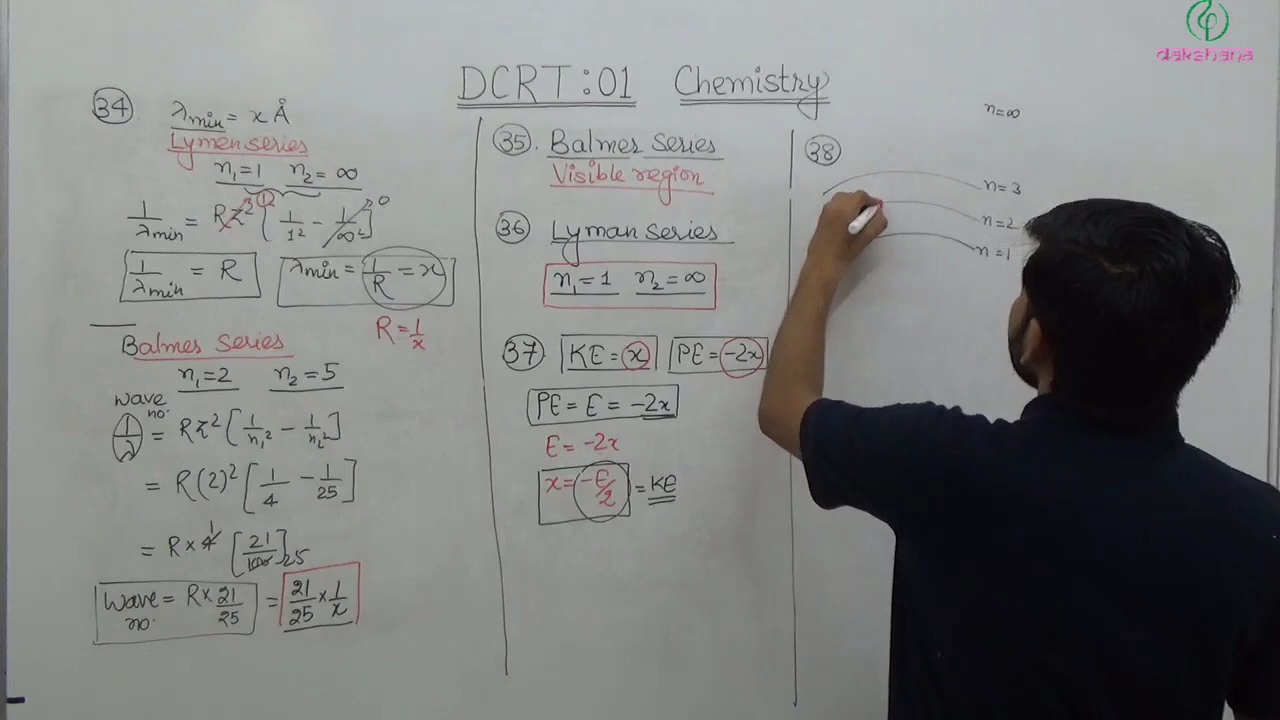 dakshana
DCRT:01 Chemistry
34
λmin = x Å
Lymen series
n₁=1 n₂=∞
1/λmin = Rz² [1/1² - 1/∞²] 0
1/λmin = R
λmin = 1/R = x
R = 1/x
Balmes Series
n₁=2 n₂=5
wave no.
1/λ = Rz² [1/n₁² - 1/n₂²]
= R(2)² [1/4 - 1/25]
= R × 4 1 [21/100] 25
Wave no. = R × 21/25 = 21/25 × 1/x
35. Balmes Series
Visible region
36 Lyman Series
n₁=1 n₂=∞
37. KE = x PE = -2x
PE = E = -2x
E = -2x
x = -E/2 = KE
38
n=∞
n=3
n=2
n=1